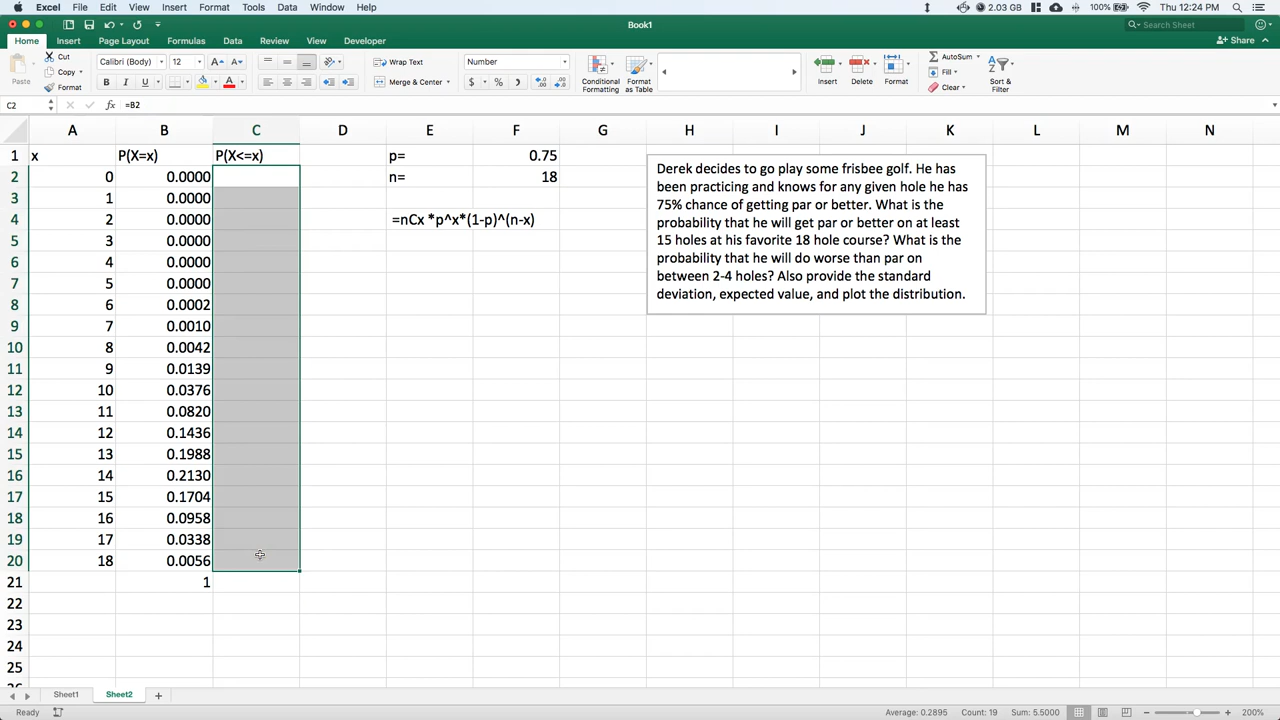 Excel File Edit View Insert Format Tools Data Window Help 2.03 GB 100% Thu 12:24 PM
Book1
Search Sheet
Home Insert Page Layout Formulas Data Review View Developer
Share
Paste
Cut
Copy
Format
Calibri (Body) 12
B I U
Wrap Text
Merge & Center
Number
$ % ,
Conditional Formatting
Format as Table
Insert Delete Format
AutoSum
Fill
Clear
Sort & Filter
C2 fx =B2
A B C D E F G H I J K L M N
1 x P(X=x) P(X<=x) p= 0.75
2 0 0.0000 n= 18
3 1 0.0000
4 2 0.0000 =nCx *p^x*(1-p)^(n-x)
5 3 0.0000
6 4 0.0000
7 5 0.0000
8 6 0.0002
9 7 0.0010
10 8 0.0042
11 9 0.0139
12 10 0.0376
13 11 0.0820
14 12 0.1436
15 13 0.1988
16 14 0.2130
17 15 0.1704
18 16 0.0958
19 17 0.0338
20 18 0.0056
21 1
22
23
24
25
Derek decides to go play some frisbee golf. He has
been practicing and knows for any given hole he has
75% chance of getting par or better. What is the
probability that he will get par or better on at least
15 holes at his favorite 18 hole course? What is the
probability that he will do worse than par on
between 2-4 holes? Also provide the standard
deviation, expected value, and plot the distribution.
Sheet1 Sheet2 +
Ready Average: 0.2895 Count: 19 Sum: 5.5000 200%